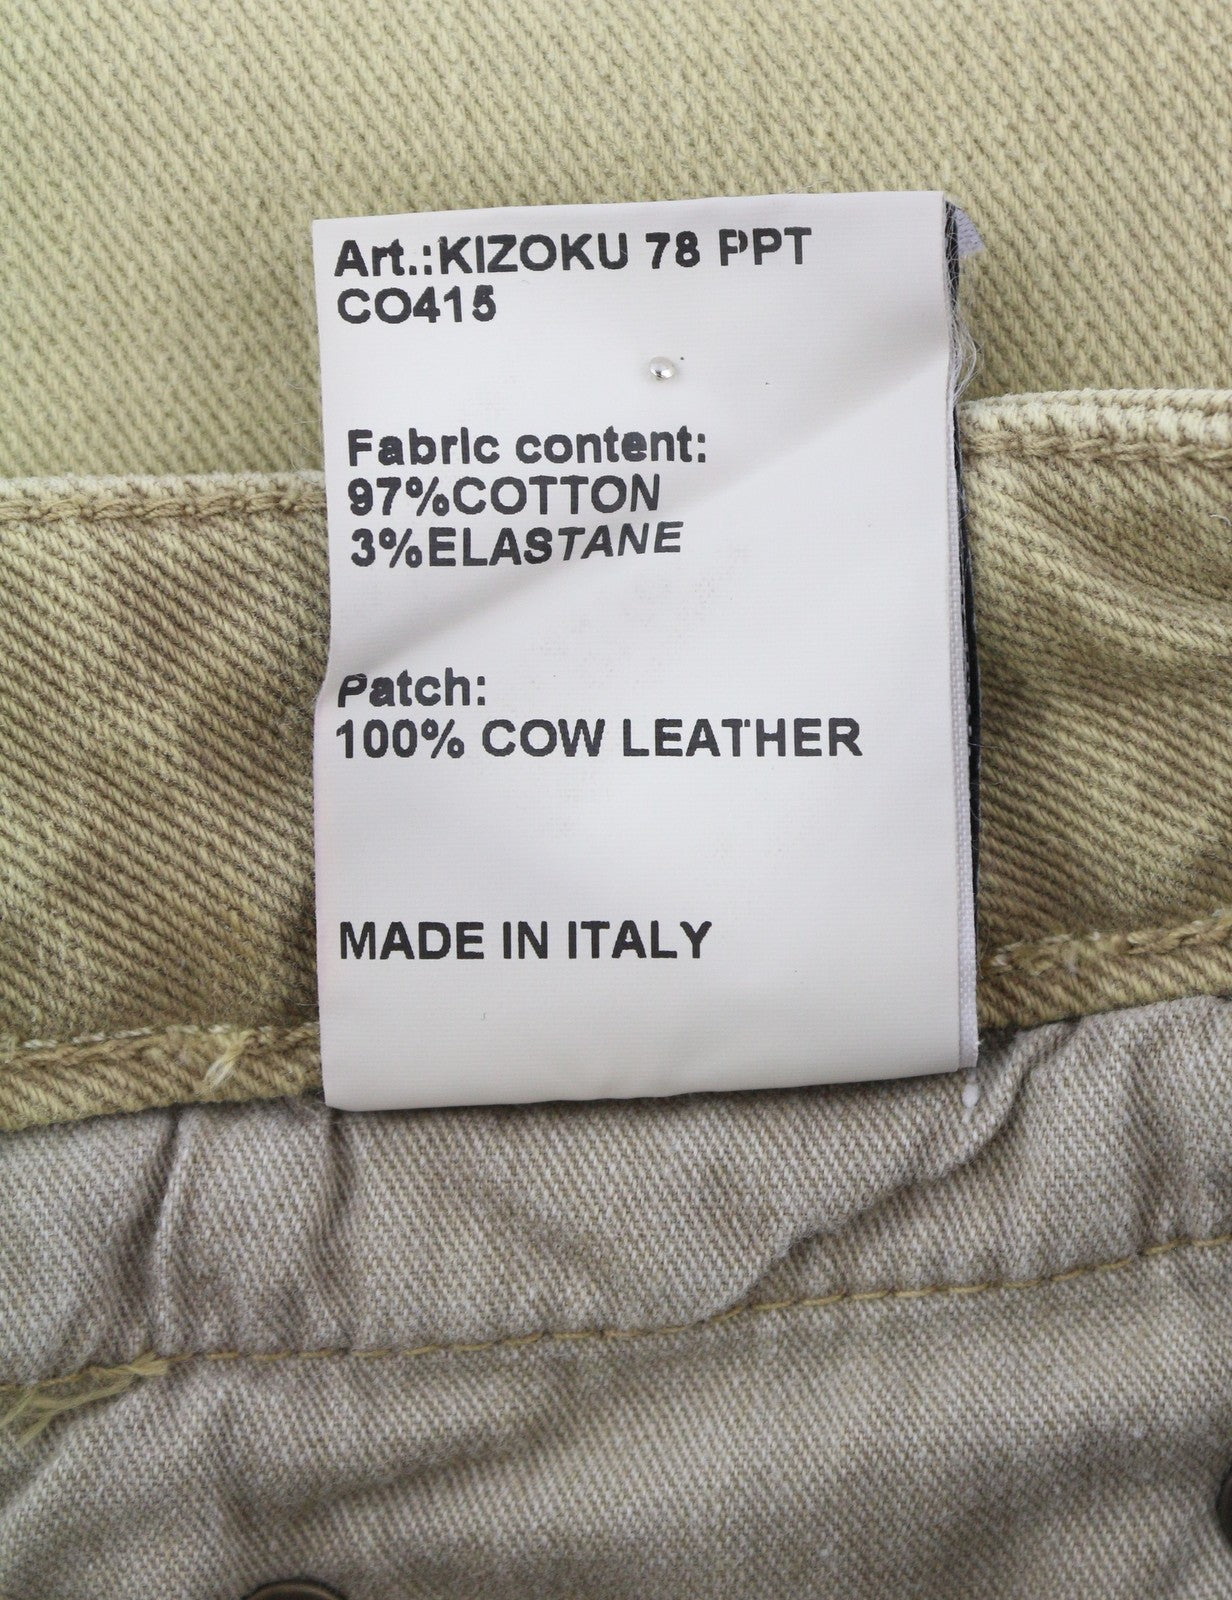 Art.:KIZOKU 78 PPT
CO415
Fabric content:
97%COTTON
3%ELASTANE
Patch:
100% COW LEATHER
MADE IN ITALY